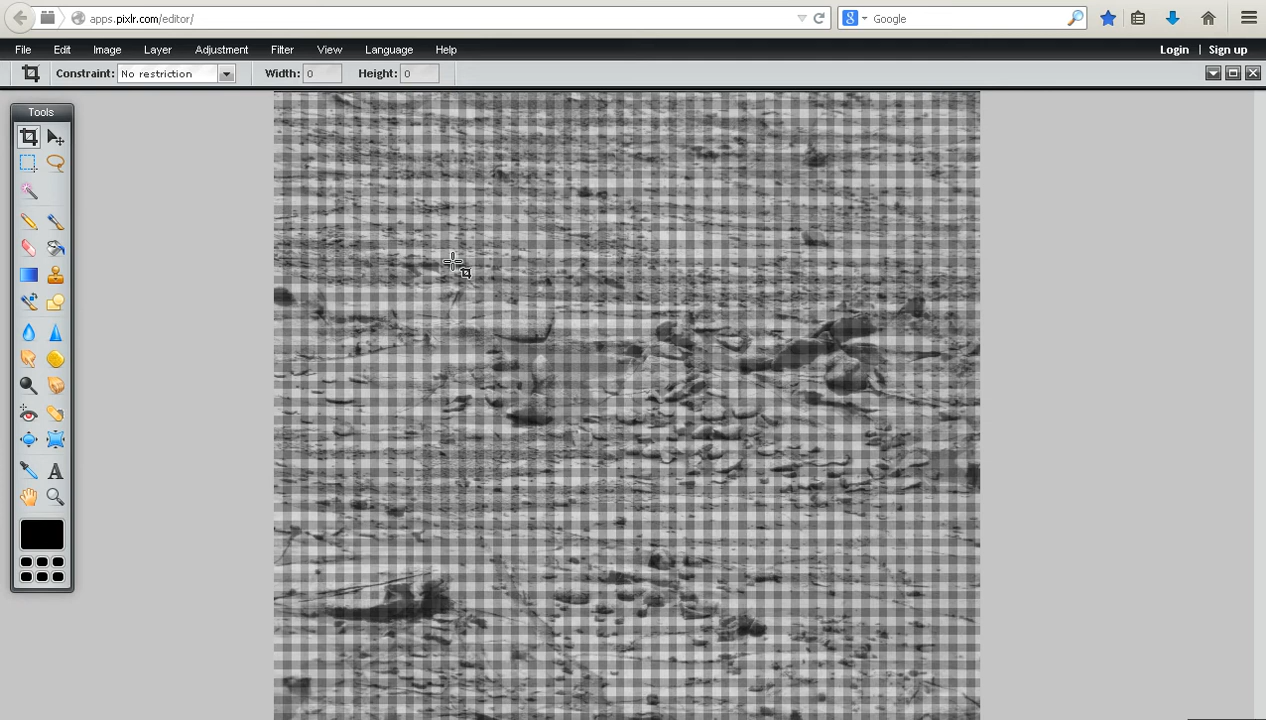 apps.pixlr.com/editor/
Google
File Edit Image Layer Adjustment Filter View Language Help Login | Sign up
Constraint: No restriction Width: 0 Height: 0
Tools